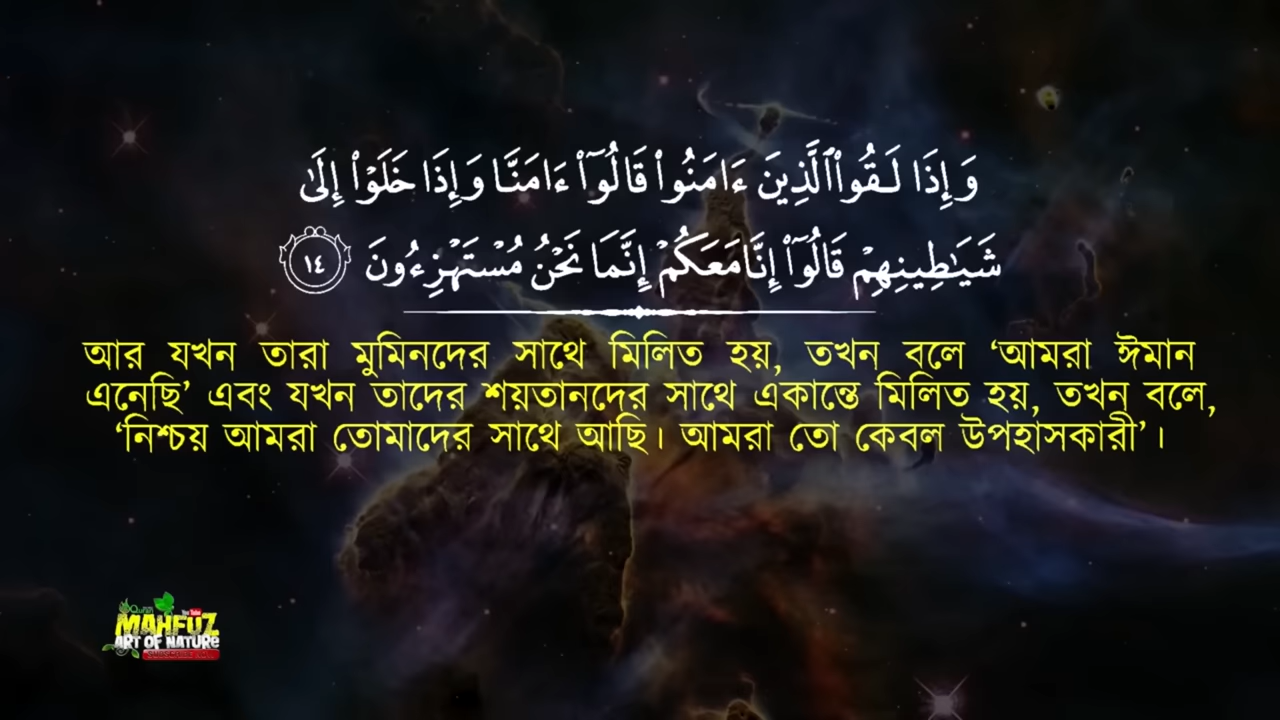 وَإِذَا لَقُوا۟ ٱلَّذِينَ ءَامَنُوا۟ قَالُوٓا۟ ءَامَنَّا وَإِذَا خَلَوْا۟ إِلَىٰ
شَيَـٰطِينِهِمْ قَالُوٓا۟ إِنَّا مَعَكُمْ إِنَّمَا نَحْنُ مُسْتَهْزِءُونَ ١٤
আর যখন তারা মুমিনদের সাথে মিলিত হয়, তখন বলে ‘আমরা ঈমান
এনেছি’ এবং যখন তাদের শয়তানদের সাথে একান্তে মিলিত হয়, তখন বলে,
‘নিশ্চয় আমরা তোমাদের সাথে আছি। আমরা তো কেবল উপহাসকারী’।
MAHFUZ
ART OF NATURE